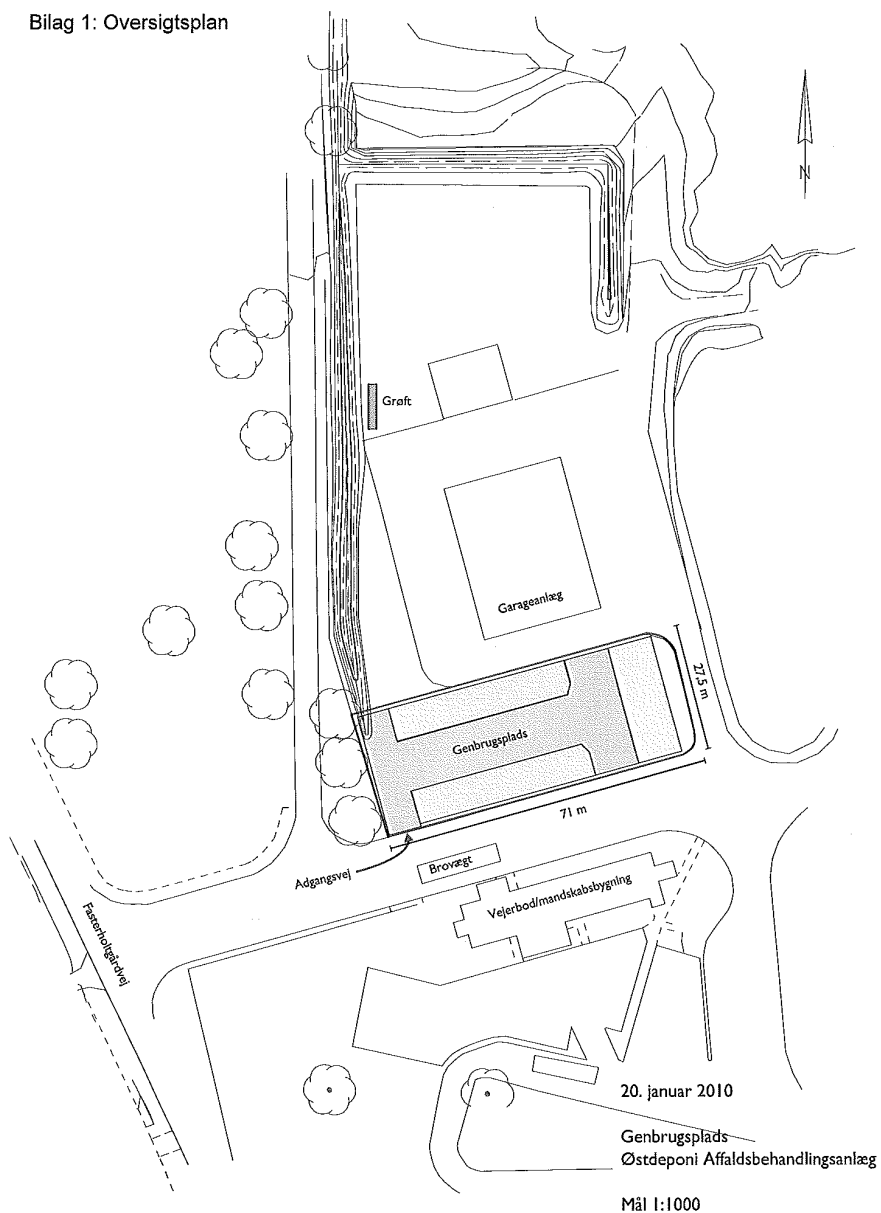 Bilag 1: Oversigtsplan
N
Grøft
Garageanlæg
27,5 m
Genbrugsplads
71 m
Adgangsvej
Brovægt
Vejerbod/mandskabsbygning
Fasterholtgårdvej
20. januar 2010
Genbrugsplads
Østdeponi Affaldsbehandlingsanlæg
Mål 1:1000